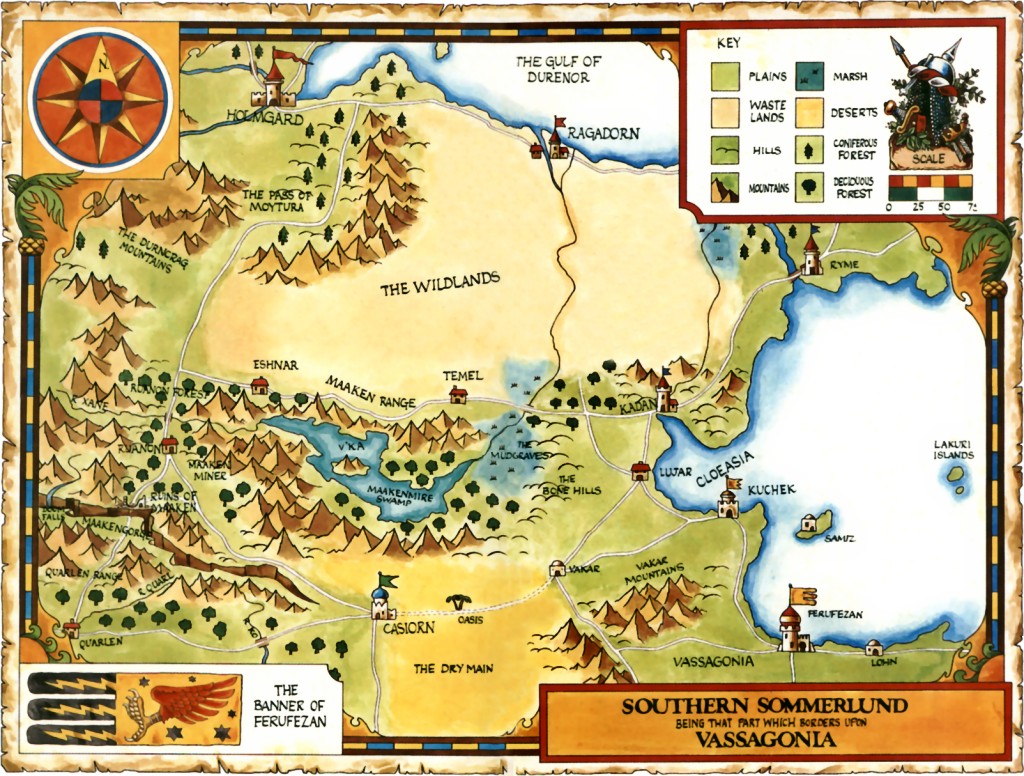 N
THE GULF OF
DURENOR
KEY
PLAINS
MARSH
WASTE
LANDS
DESERTS
HILLS
CONIFEROUS
FOREST
MOUNTAINS
DECIDUOUS
FOREST
SCALE
0 25 50 75
HOLMGARD
RAGADORN
THE PASS OF
MOYTURA
THE DURNCRAG
MOUNTAINS
THE WILDLANDS
RYME
ESHNAR
MAAKEN RANGE
TEMEL
RUANON FOREST
R. XANE
KADAN
RUANON
MAAKEN
MINES
V'KA
THE
MUDGRAVES
MAAKENMIRE
SWAMP
THE
BONE HILLS
LUJAR
CLOEASIA
KUCHEK
LAKURI
ISLANDS
RUINS OF
MAAKEN
FALLS
MAAKENGORGE
SAMIZ
QUARLEN RANGE
R. QUARL
VAKAR
VAKAR
MOUNTAINS
CASIORN
OASIS
FERUFEZAN
QUARLEN
THE DRY MAIN
VASSAGONIA
LOHN
THE
BANNER OF
FERUFEZAN
SOUTHERN SOMMERLUND
BEING THAT PART WHICH BORDERS UPON
VASSAGONIA